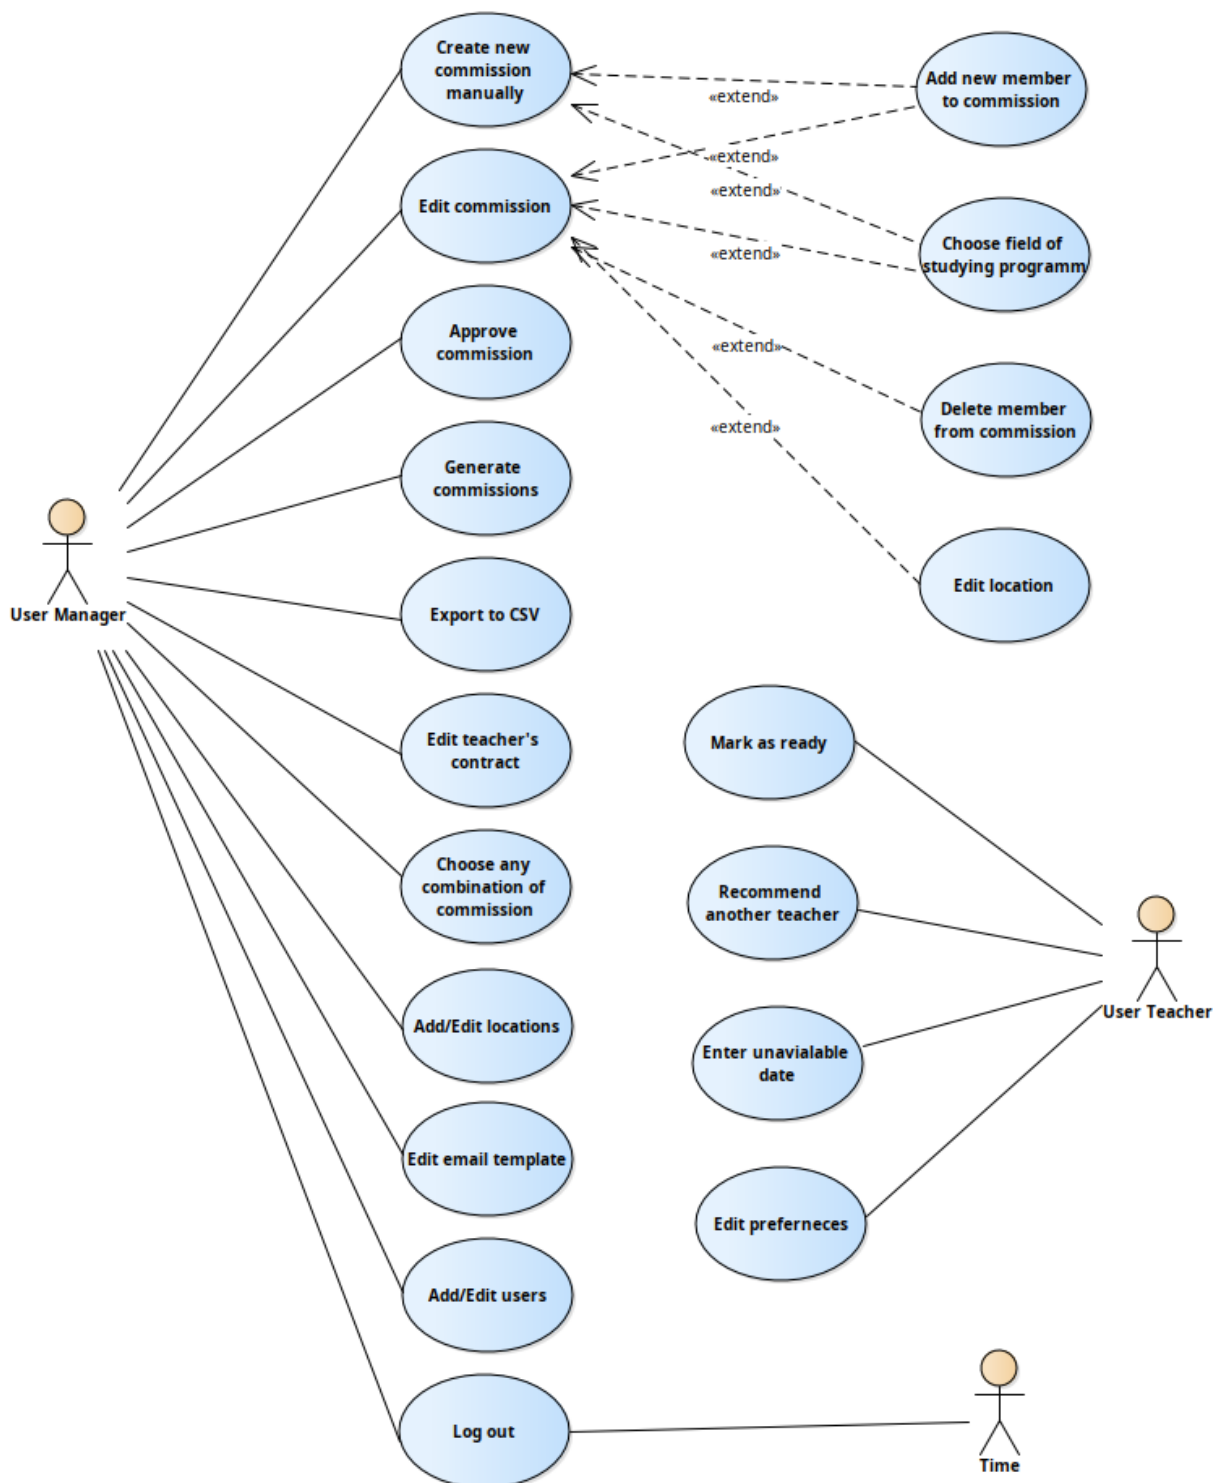 Create new
commission
manually
Add new member
to commission
«extend»
«extend»
«extend»
Edit commission
Choose field of
studying programm
«extend»
Approve
commission
«extend»
Delete member
from commission
«extend»
Generate
commissions
Edit location
User Manager
Export to CSV
Edit teacher's
contract
Mark as ready
Choose any
combination of
commission
Recommend
another teacher
User Teacher
Add/Edit locations
Enter unavialable
date
Edit email template
Edit preferneces
Add/Edit users
Log out
Time